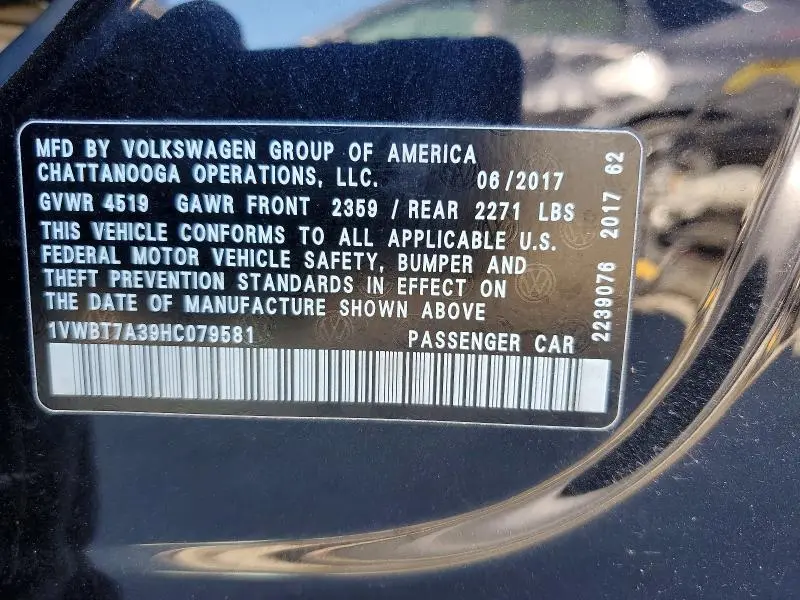 MFD BY VOLKSWAGEN GROUP OF AMERICA
CHATTANOOGA OPERATIONS, LLC. 06/2017
GVWR 4519 GAWR FRONT 2359 / REAR 2271 LBS
THIS VEHICLE CONFORMS TO ALL APPLICABLE U.S.
FEDERAL MOTOR VEHICLE SAFETY, BUMPER AND
THEFT PREVENTION STANDARDS IN EFFECT ON
THE DATE OF MANUFACTURE SHOWN ABOVE
1VWBT7A39HC079581 PASSENGER CAR
2239076 2017 62